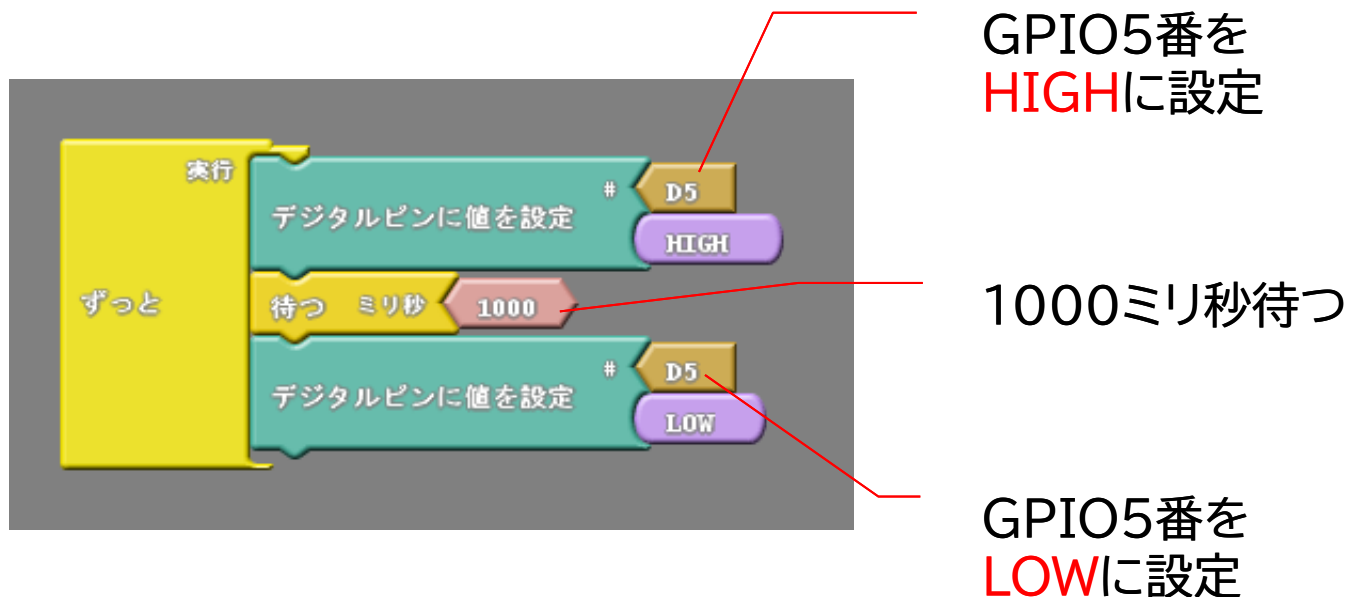 GPIO5番を
HIGHに設定
実行
# D5
デジタルピンに値を設定
HIGH
ずっと
待つ ミリ秒 1000
1000ミリ秒待つ
# D5
デジタルピンに値を設定
LOW
GPIO5番を
LOWに設定